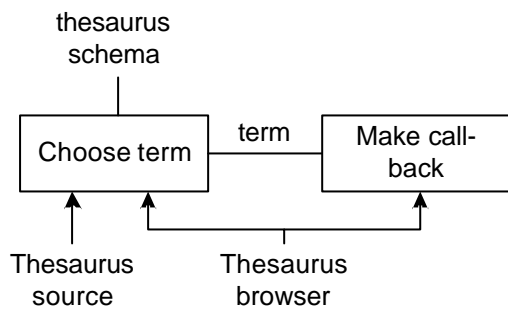 thesaurus
schema
Choose term
term
Make call-
back
Thesaurus
source
Thesaurus
browser